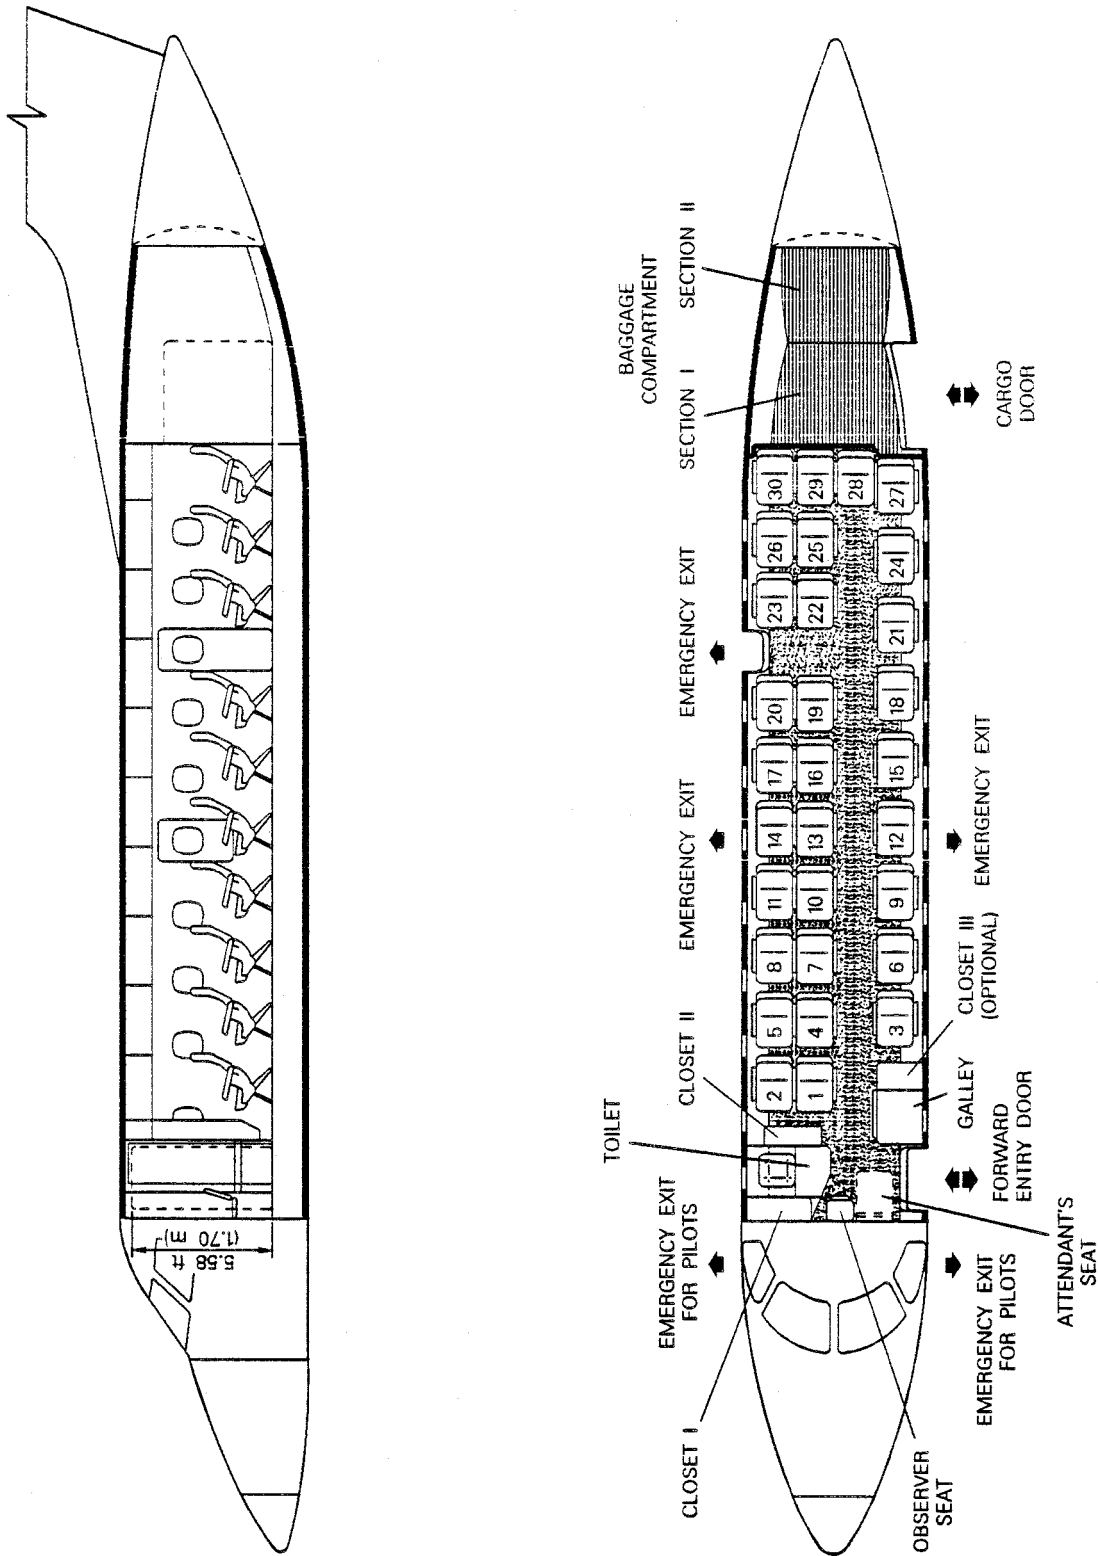 5.58 ft
(1.70 m)
BAGGAGE
COMPARTMENT
SECTION I
SECTION II
EMERGENCY EXIT
FOR PILOTS
TOILET
CLOSET II
EMERGENCY EXIT
EMERGENCY EXIT
CLOSET I
2
5
8
11
14
17
20
23
26
30
1
4
7
10
13
16
19
22
25
29
28
3
6
9
12
15
18
21
24
27
OBSERVER
SEAT
EMERGENCY EXIT
FOR PILOTS
ATTENDANT'S
SEAT
FORWARD
ENTRY DOOR
GALLEY
CLOSET III
(OPTIONAL)
EMERGENCY EXIT
CARGO
DOOR